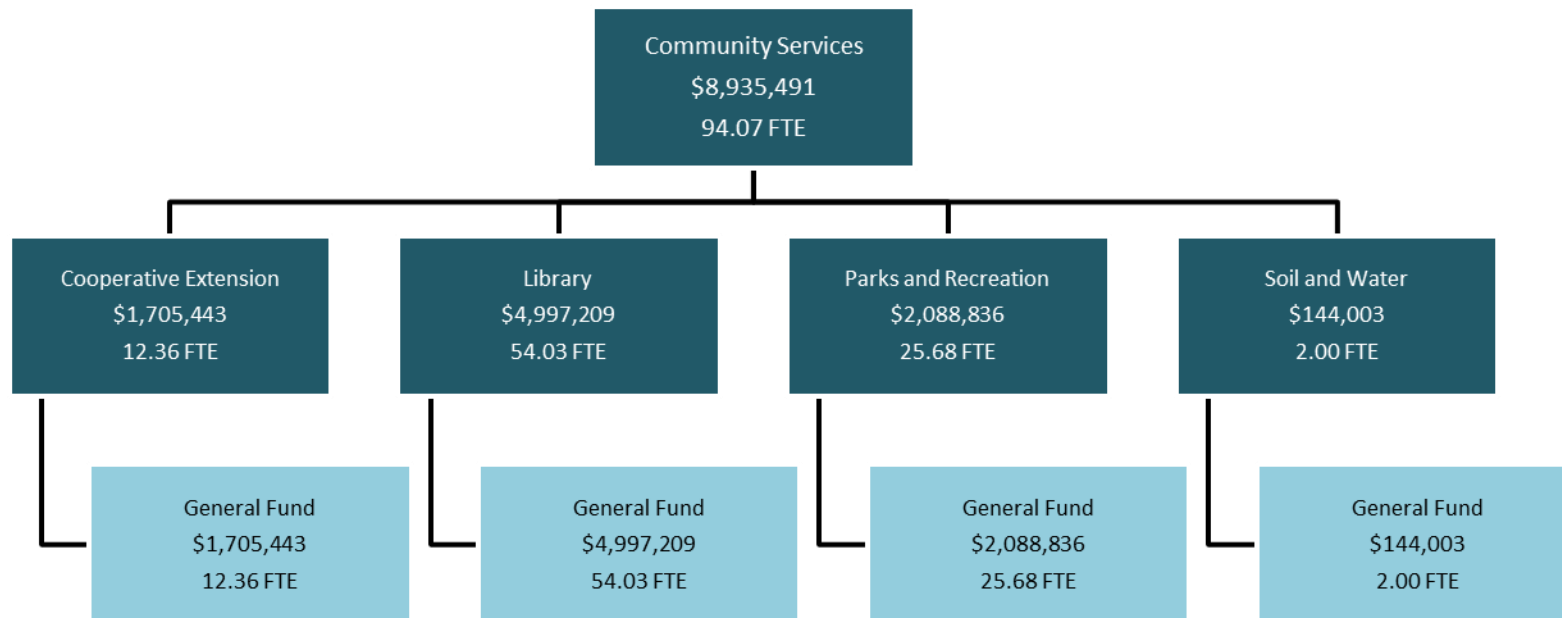 Community Services
$8,935,491
94.07 FTE
Cooperative Extension
$1,705,443
12.36 FTE
Library
$4,997,209
54.03 FTE
Parks and Recreation
$2,088,836
25.68 FTE
Soil and Water
$144,003
2.00 FTE
General Fund
$1,705,443
12.36 FTE
General Fund
$4,997,209
54.03 FTE
General Fund
$2,088,836
25.68 FTE
General Fund
$144,003
2.00 FTE